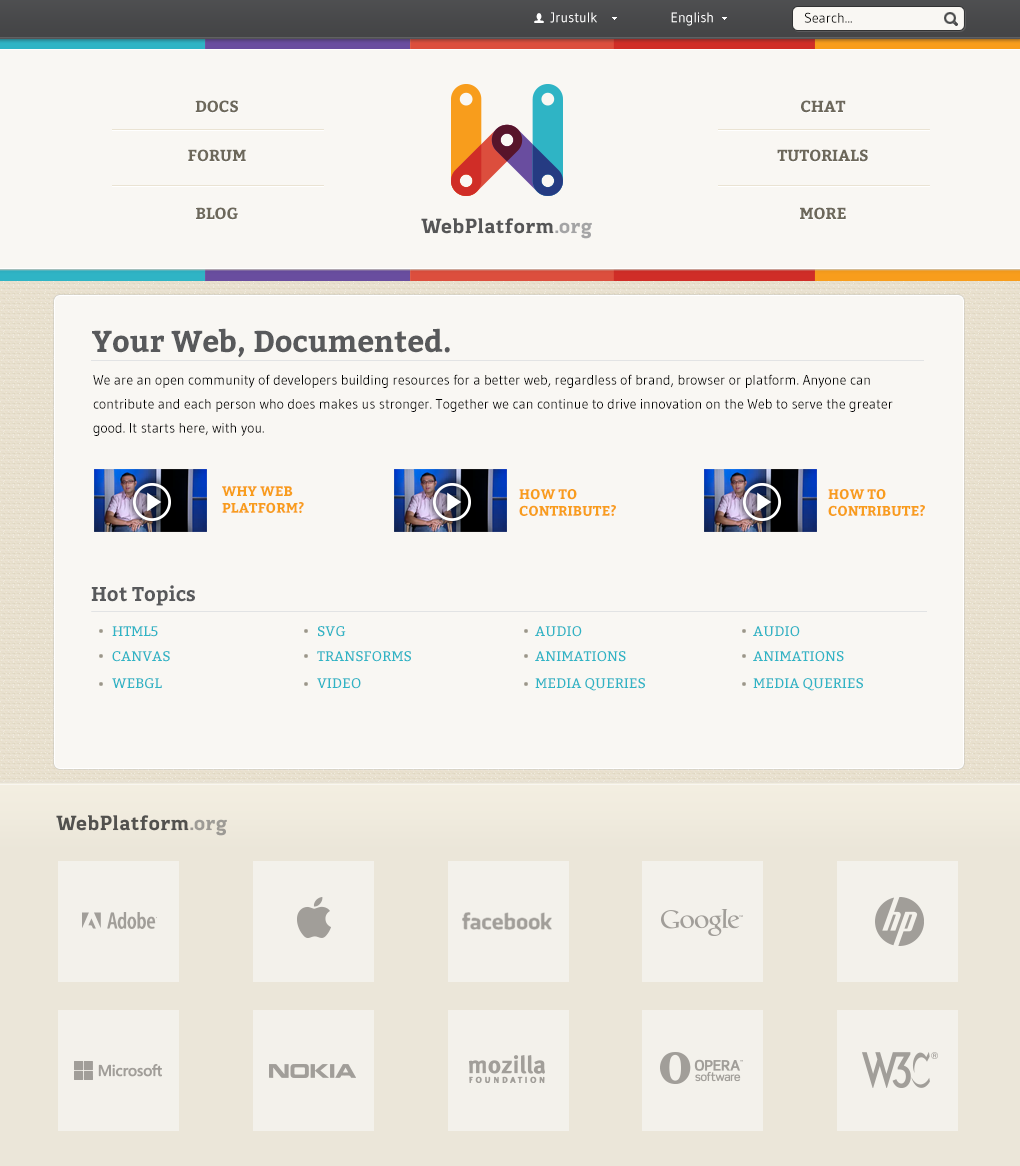 Jrustulk
English
Search...
DOCS
FORUM
BLOG
WebPlatform.org
CHAT
TUTORIALS
MORE
Your Web, Documented.
We are an open community of developers building resources for a better web, regardless of brand, browser or platform. Anyone can
contribute and each person who does makes us stronger. Together we can continue to drive innovation on the Web to serve the greater
good. It starts here, with you.
WHY WEB
PLATFORM?
HOW TO
CONTRIBUTE?
HOW TO
CONTRIBUTE?
Hot Topics
• HTML5
• CANVAS
• WEBGL
• SVG
• TRANSFORMS
• VIDEO
• AUDIO
• ANIMATIONS
• MEDIA QUERIES
• AUDIO
• ANIMATIONS
• MEDIA QUERIES
WebPlatform.org
Adobe
facebook
Google™
hp
Microsoft
NOKIA
mozilla
FOUNDATION
OPERA™
software
W3C®